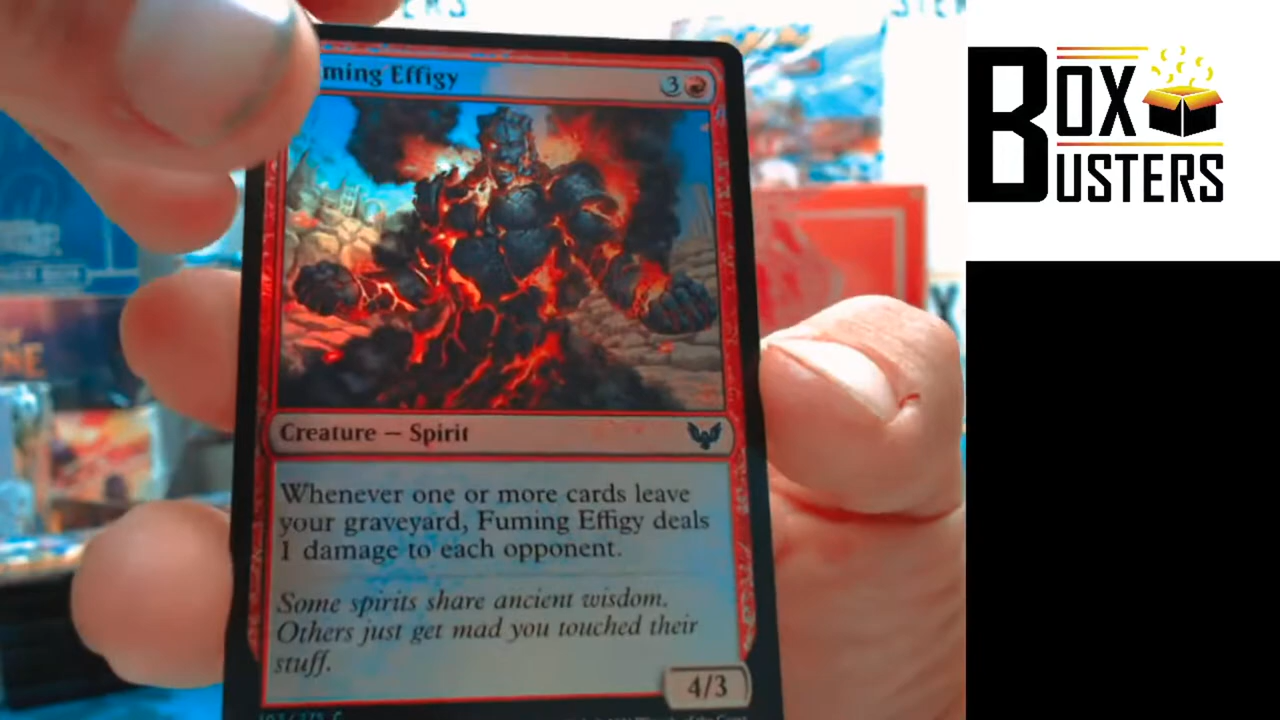 ming Effigy
3
Creature — Spirit
Whenever one or more cards leave
your graveyard, Fuming Effigy deals
1 damage to each opponent.
Some spirits share ancient wisdom.
Others just get mad you touched their
stuff.
4/3
BOX
BUSTERS